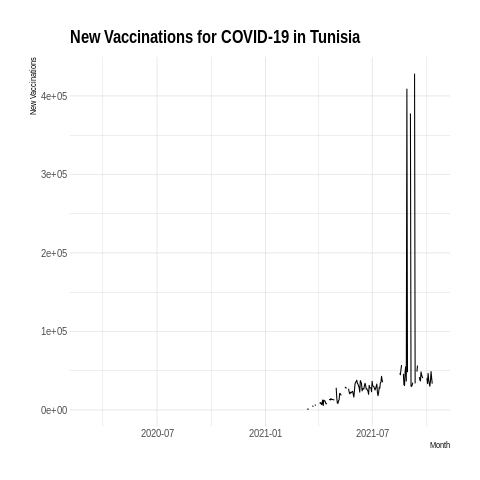 New Vaccinations for COVID-19 in Tunisia
New Vaccinations
4e+05
3e+05
2e+05
1e+05
0e+00
2020-07
2021-01
2021-07
Month